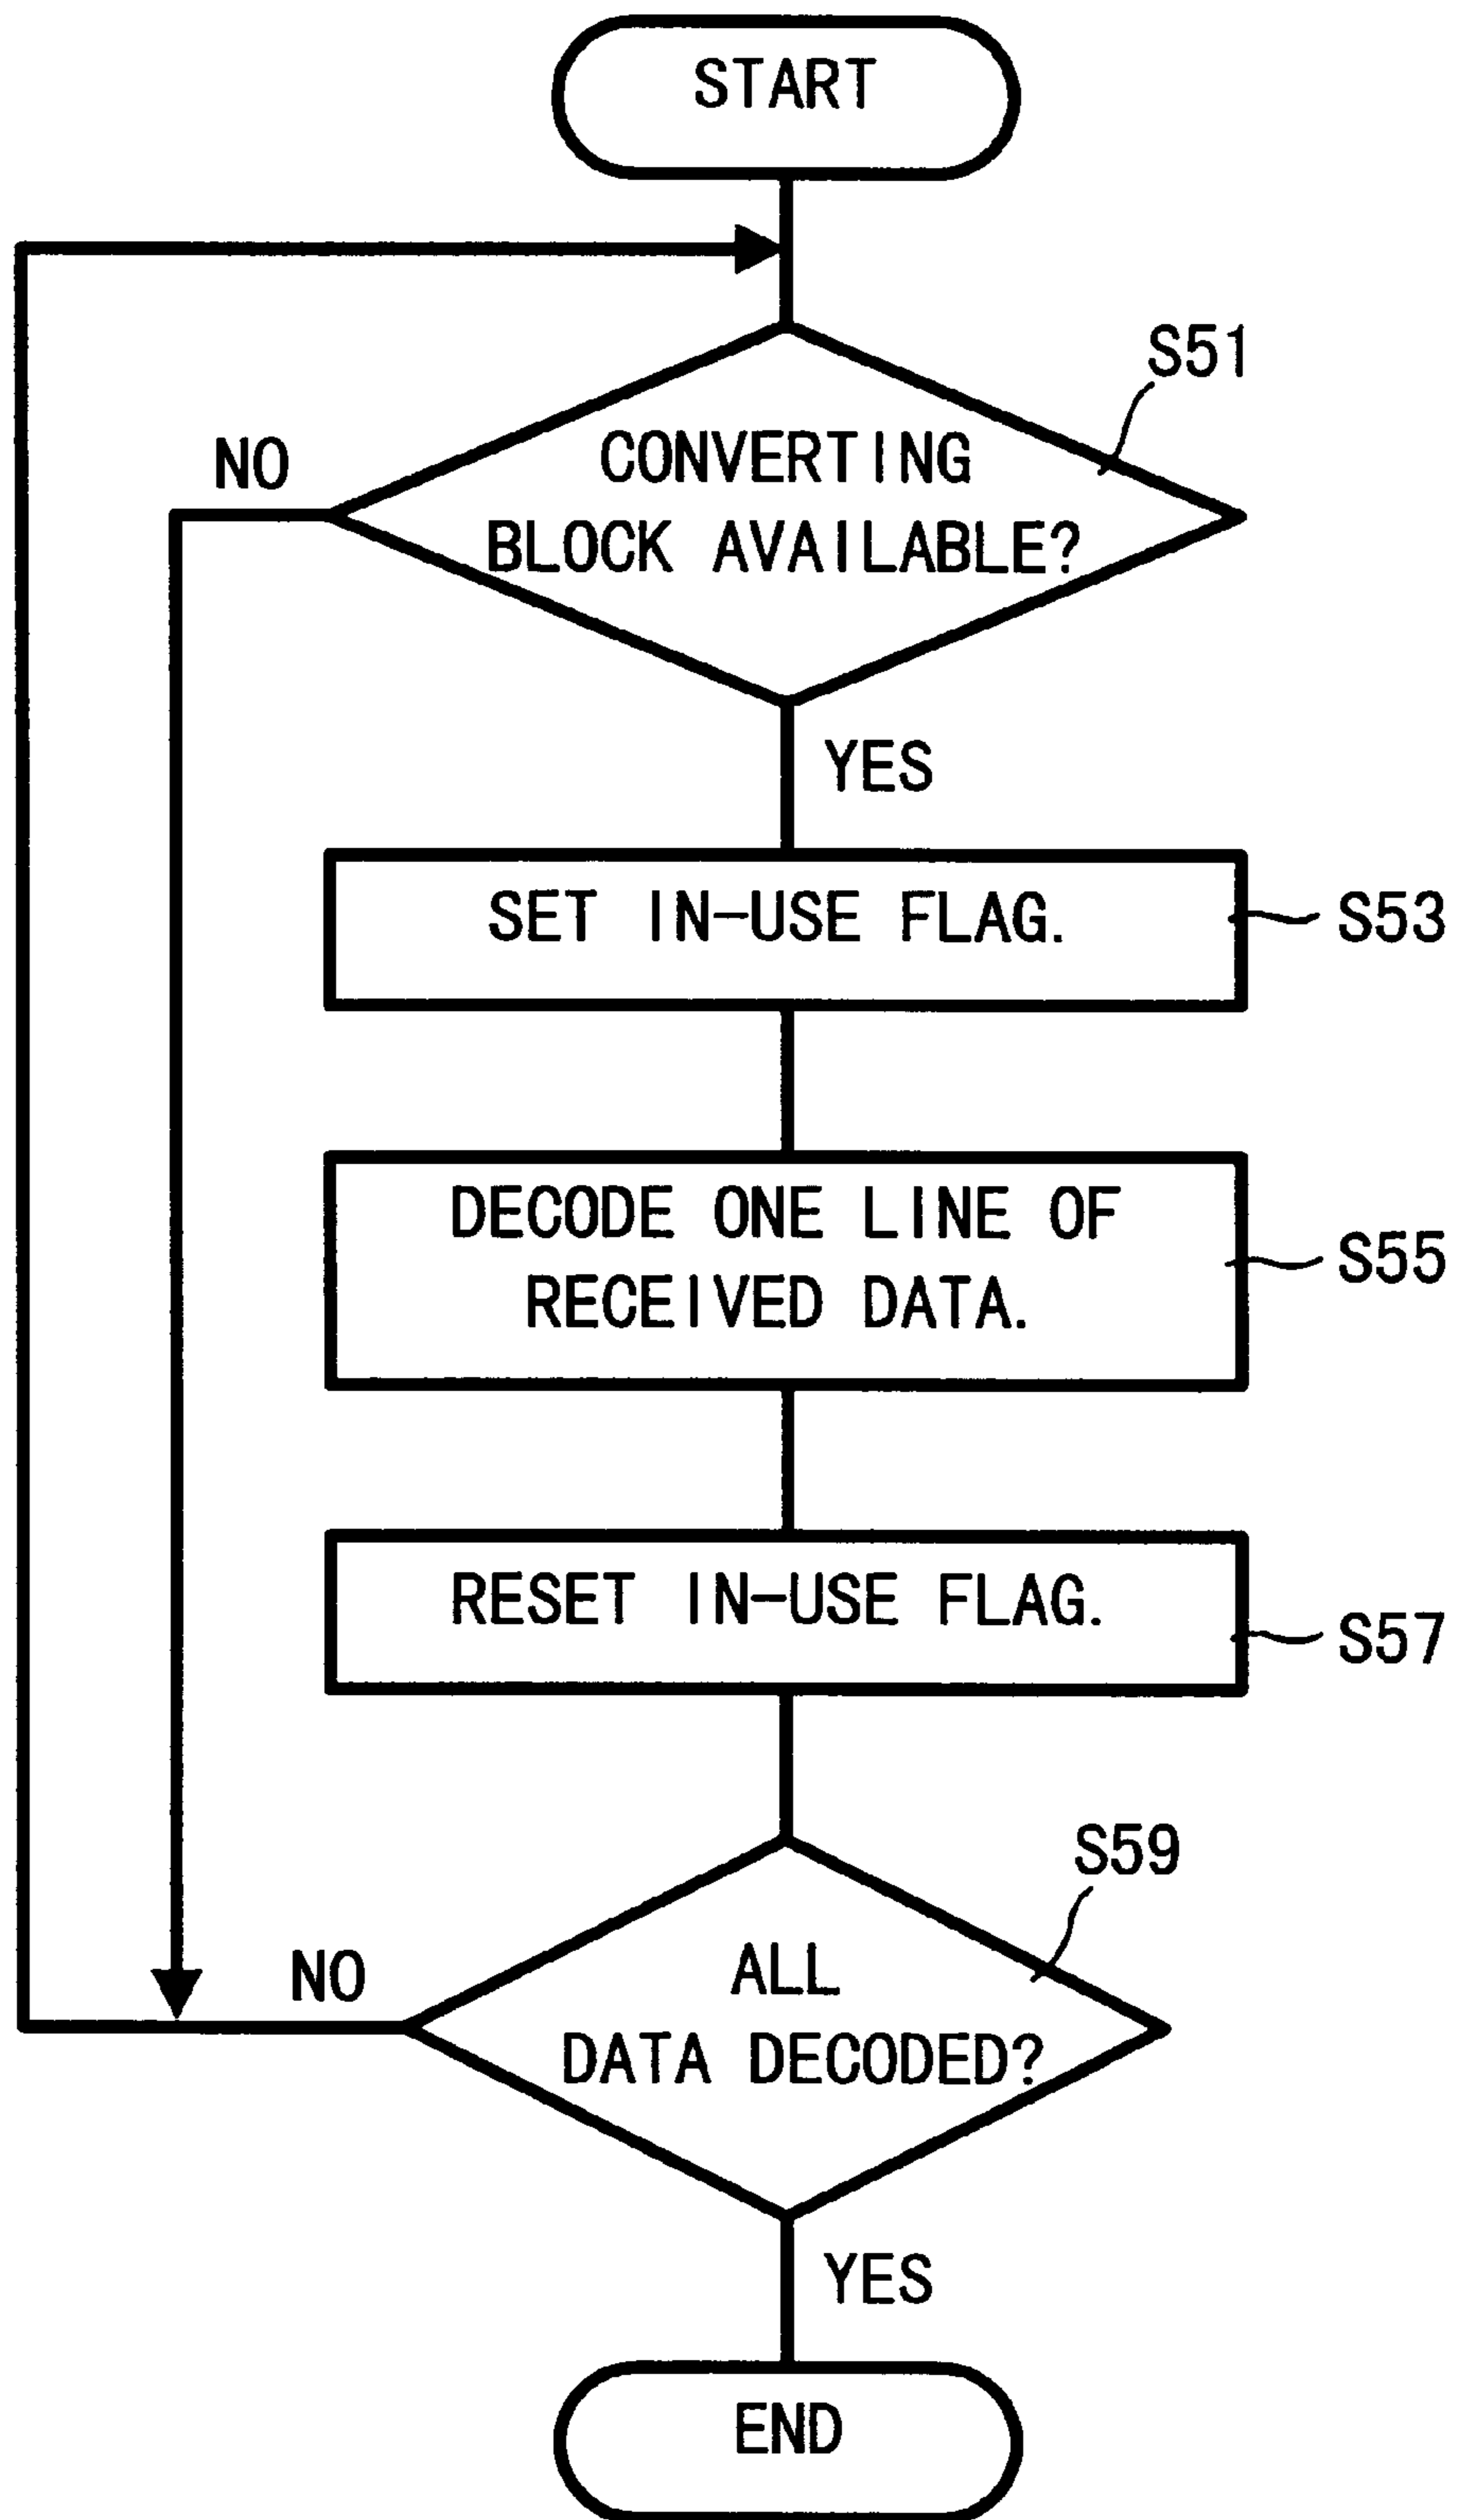 START
S51
NO
CONVERTING
BLOCK AVAILABLE?
YES
SET IN-USE FLAG.
S53
DECODE ONE LINE OF
RECEIVED DATA.
S55
RESET IN-USE FLAG.
S57
S59
NO
ALL
DATA DECODED?
YES
END